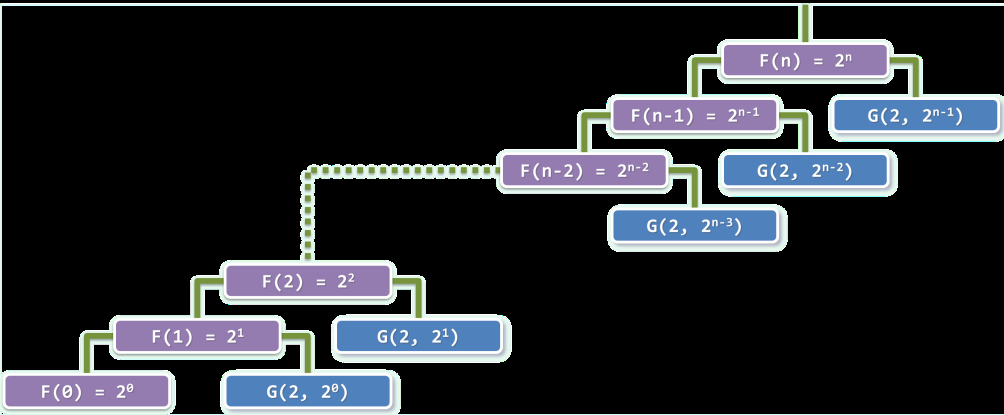 F(n) = 2ⁿ
F(n-1) = 2ⁿ⁻¹
G(2, 2ⁿ⁻¹)
F(n-2) = 2ⁿ⁻²
G(2, 2ⁿ⁻²)
G(2, 2ⁿ⁻³)
F(2) = 2²
F(1) = 2¹
G(2, 2¹)
F(0) = 2⁰
G(2, 2⁰)